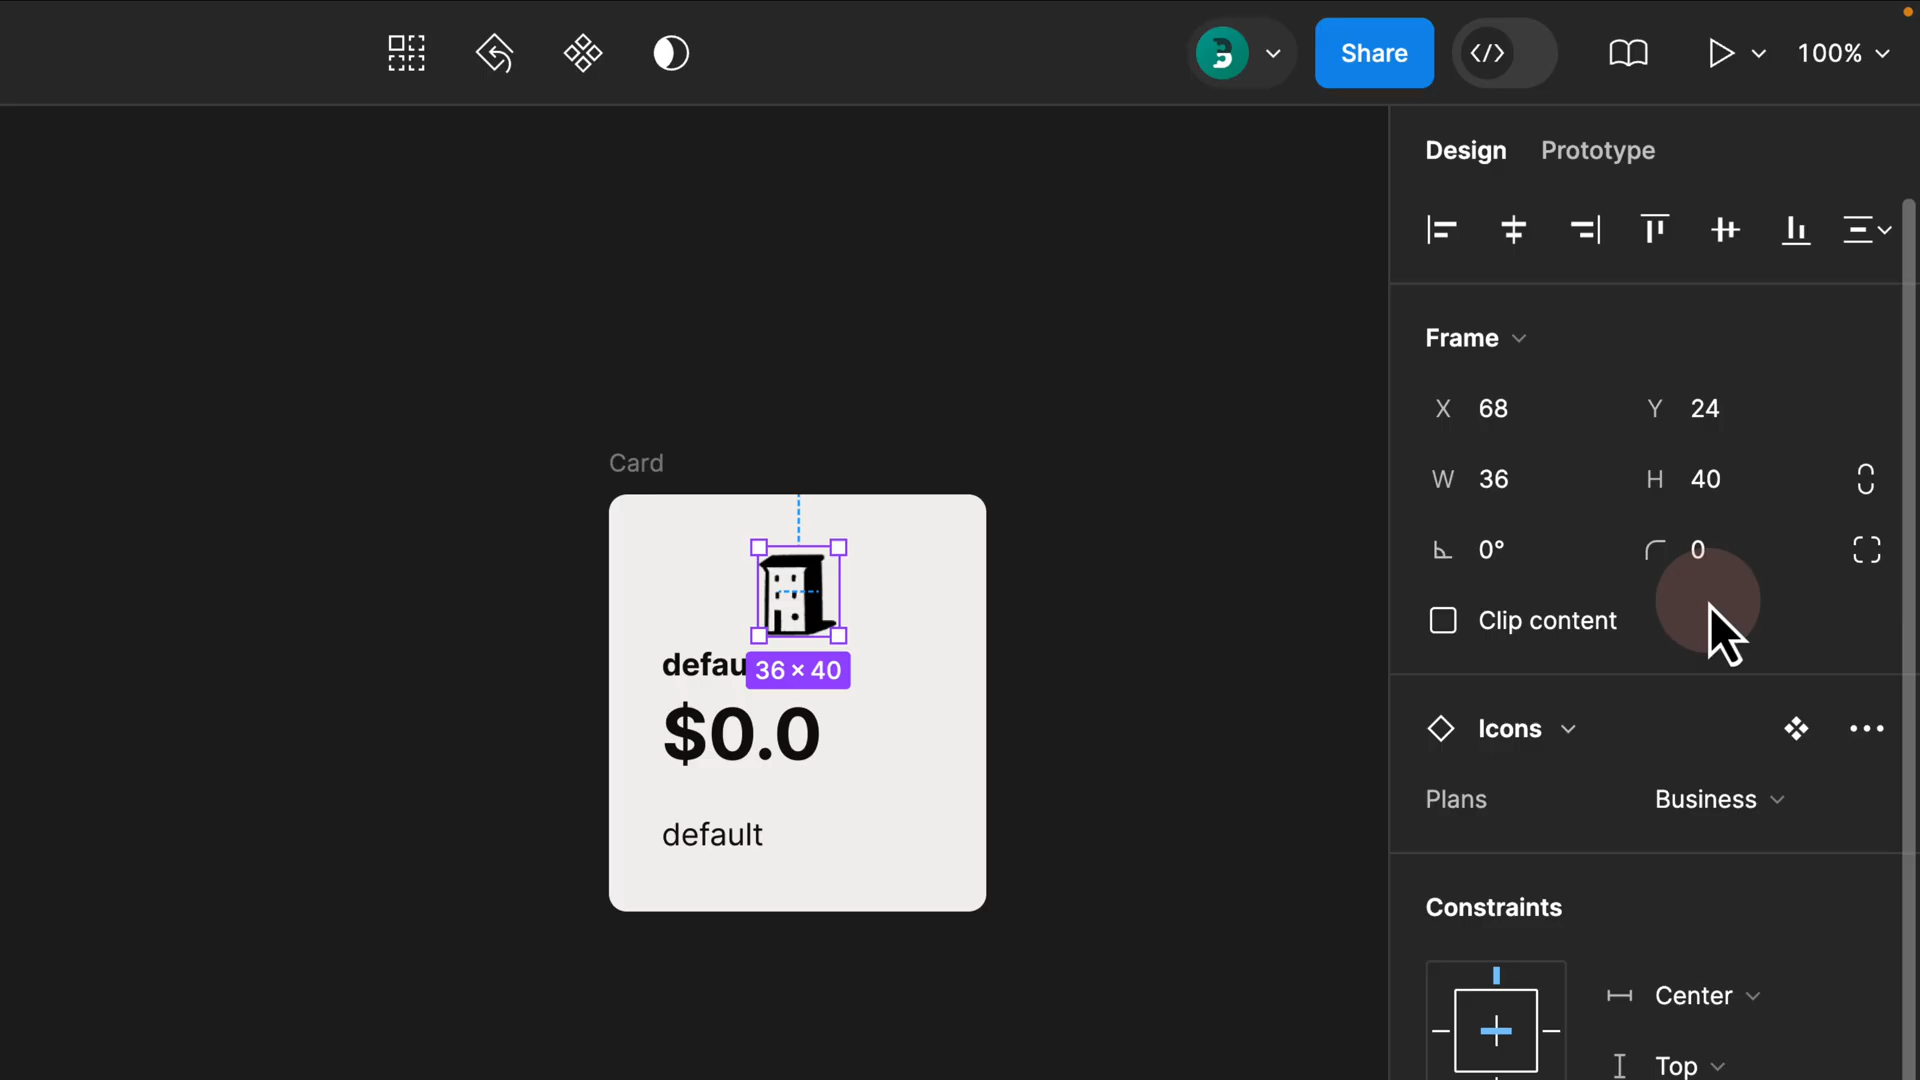 Share
100%
Design Prototype
Frame
X 68 Y 24
W 36 H 40
0° 0
Clip content
Icons
Plans Business
Constraints
Center
Top
Card
defau
36 × 40
$0.0
default